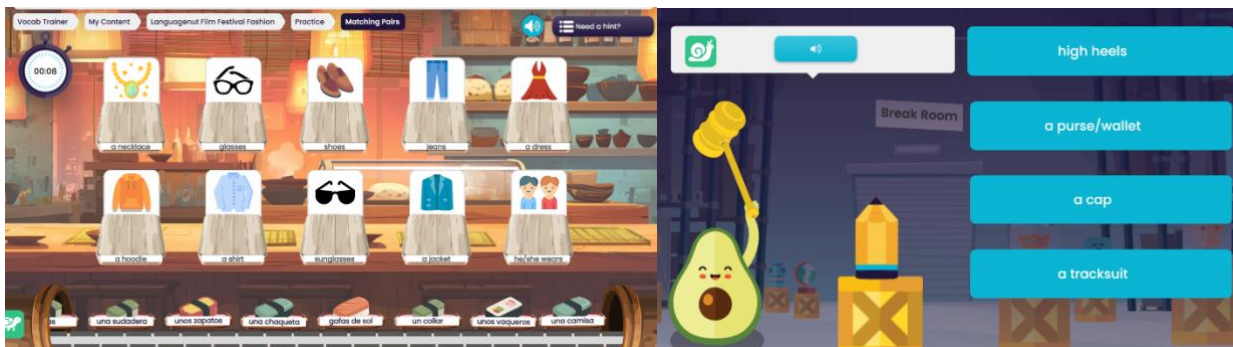 Vocab Trainer My Content Languagenut Film Festival Fashion Practice Matching Pairs
Need a hint?
00:08
a necklace glasses shoes jeans a dress
a hoodie a shirt sunglasses a jacket he/she wears
una sudadera unos zapatos una chaqueta gafas de sol un collar unos vaqueros una camisa
high heels
Break Room
a purse/wallet
a cap
a tracksuit